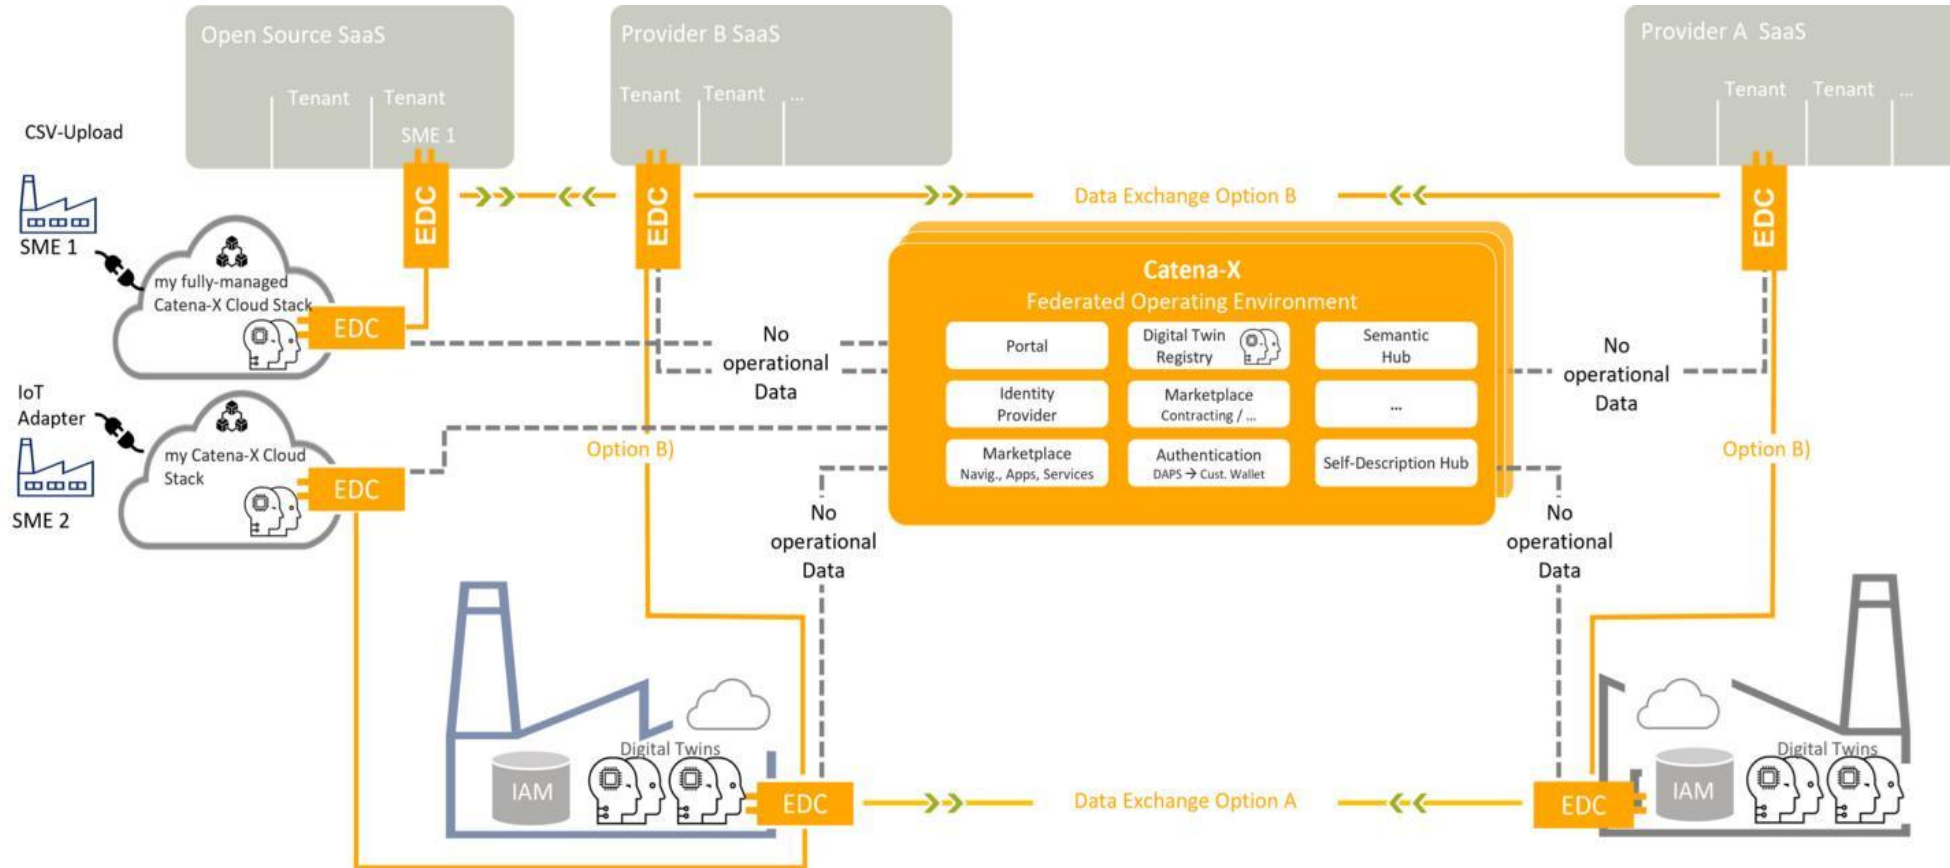 Open Source SaaS
Tenant
Tenant
SME 1
Provider B SaaS
Tenant
Tenant
...
Provider A SaaS
Tenant
Tenant
...
CSV-Upload
SME 1
my fully-managed
Catena-X Cloud Stack
EDC
EDC
EDC
Data Exchange Option B
EDC
Catena-X
Federated Operating Environment
Portal
Digital Twin
Registry
Semantic
Hub
Identity
Provider
Marketplace
Contracting / ...
...
Marketplace
Navig., Apps, Services
Authentication
DAPS → Cust. Wallet
Self-Description Hub
No
operational
Data
No
operational
Data
IoT
Adapter
SME 2
my Catena-X Cloud
Stack
EDC
Option B)
Option B)
No
operational
Data
No
operational
Data
IAM
Digital Twins
EDC
Data Exchange Option A
EDC
IAM
Digital Twins